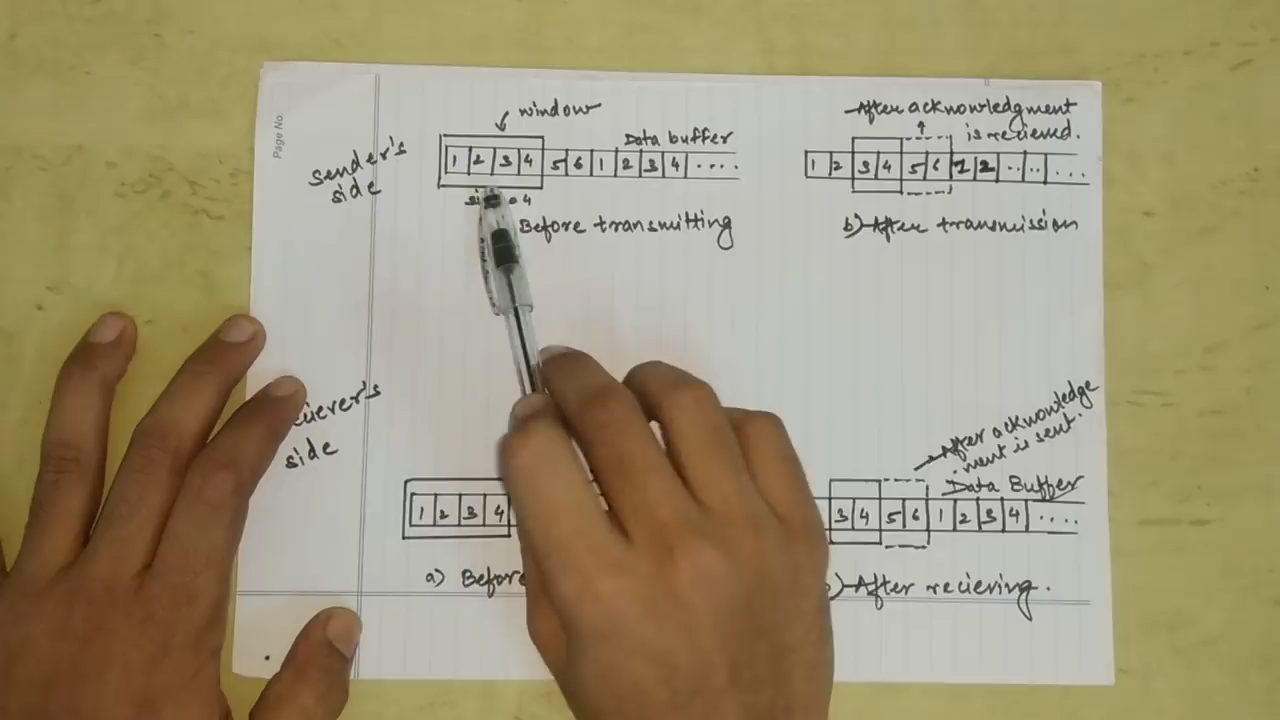 Page No.
window
Sender's
side
Data buffer
1 2 3 4 5 6 1 2 3 4 ....
4
Before transmitting
After acknowledgment
is recieved.
1 2 3 4 5 6 1 2 .. .. ...
b) After transmission
side
1 2 3 4
a) Before
After acknowledge
ment is sent.
Data Buffer
3 4 5 6 1 2 3 4 ....
After recieving.